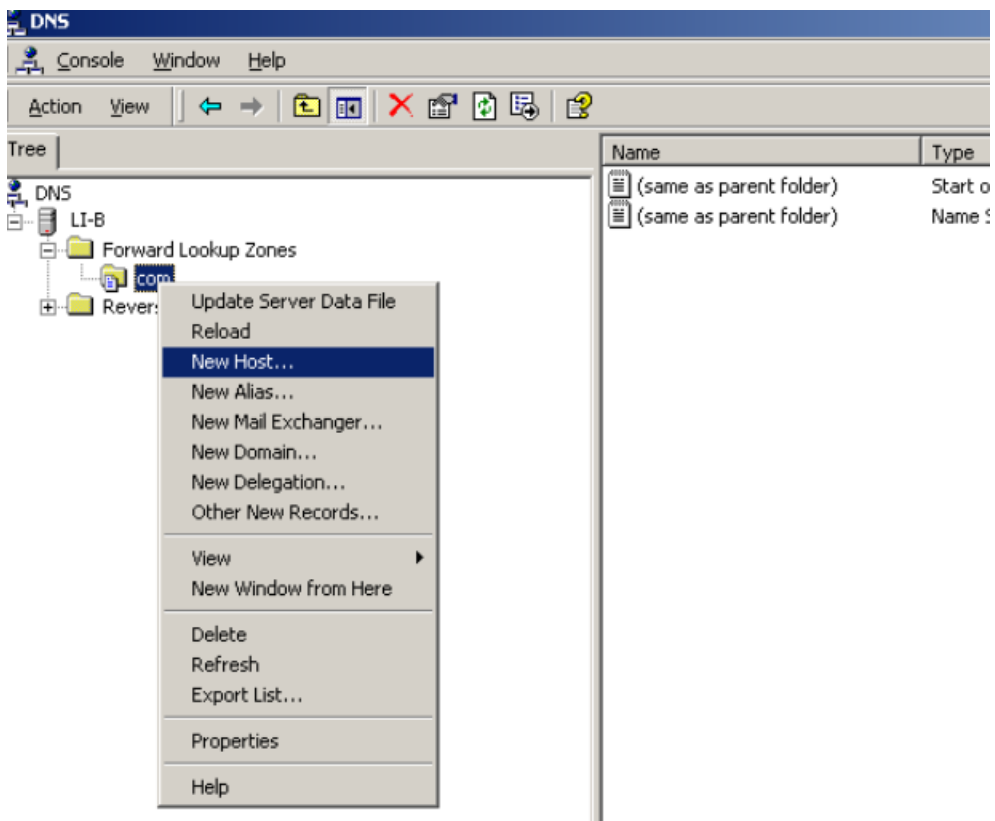 DNS
Console Window Help
Action View
Tree
Name Type
DNS
(same as parent folder) Start o
LI-B
(same as parent folder) Name S
Forward Lookup Zones
com
Revers
Update Server Data File
Reload
New Host...
New Alias...
New Mail Exchanger...
New Domain...
New Delegation...
Other New Records...
View
New Window from Here
Delete
Refresh
Export List...
Properties
Help